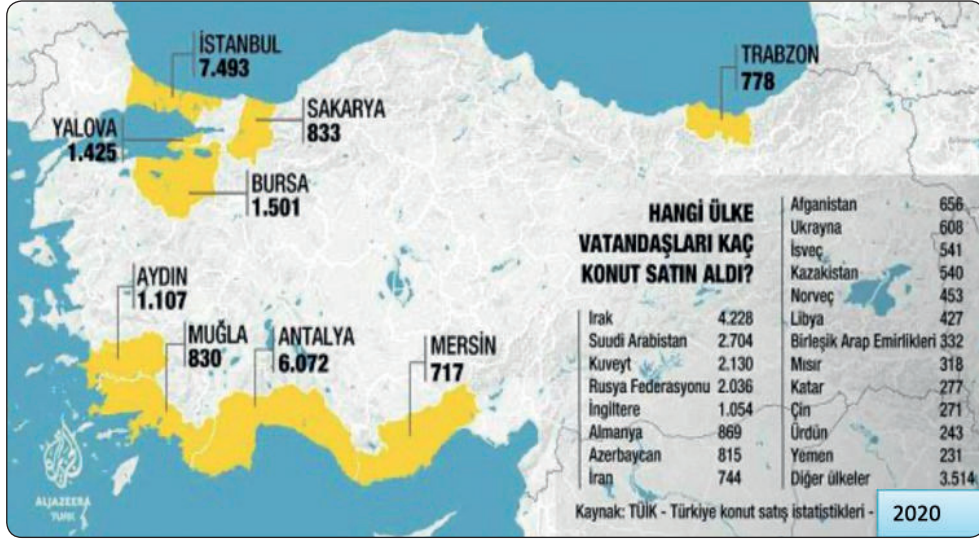 İSTANBUL
7.493
TRABZON
778
SAKARYA
833
YALOVA
1.425
BURSA
1.501
AYDIN
1.107
MUĞLA
830
ANTALYA
6.072
MERSİN
717
HANGİ ÜLKE
VATANDAŞLARI KAÇ
KONUT SATIN ALDI?
Irak 4.228
Suudi Arabistan 2.704
Kuveyt 2.130
Rusya Federasyonu 2.036
İngiltere 1.054
Almanya 869
Azerbaycan 815
İran 744
Afganistan 656
Ukrayna 608
İsveç 541
Kazakistan 540
Norveç 453
Libya 427
Birleşik Arap Emirlikleri 332
Mısır 318
Katar 277
Çin 271
Ürdün 243
Yemen 231
Diğer ülkeler 3.514
Kaynak: TÜİK - Türkiye konut satış istatistikleri - 2020
ALJAZEERA
TURK